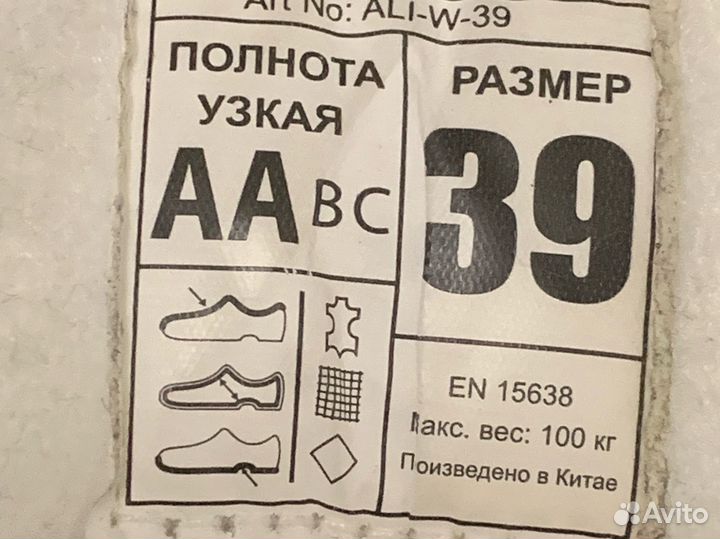 Art No: ALI-W-39
ПОЛНОТА
УЗКАЯ
AA B C
РАЗМЕР
39
EN 15638
Макс. вес: 100 кг
Поизведено в Китае
Avito